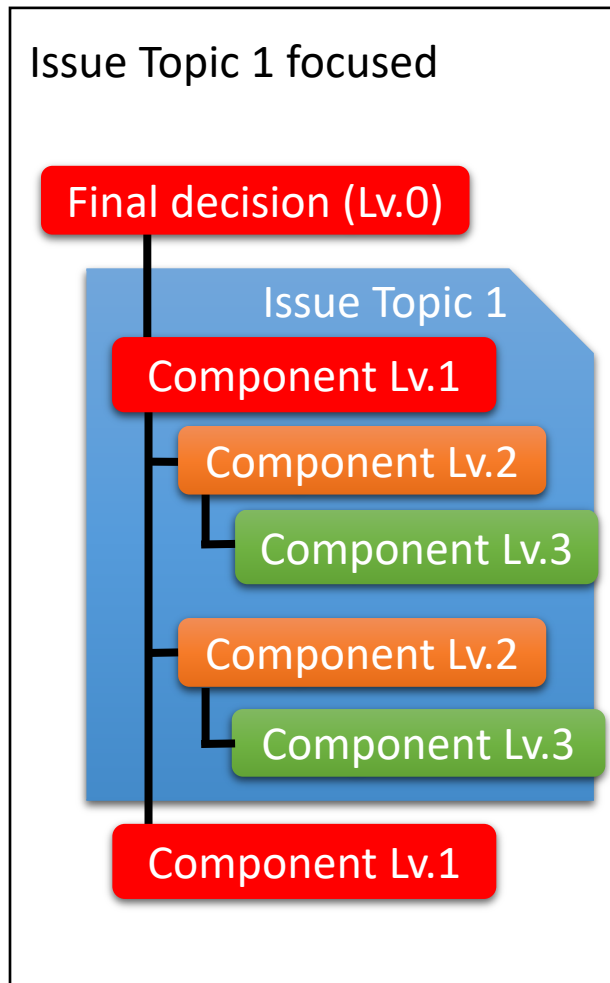 Issue Topic 1 focused
Final decision (Lv.0)
Issue Topic 1
Component Lv.1
Component Lv.2
Component Lv.3
Component Lv.2
Component Lv.3
Component Lv.1